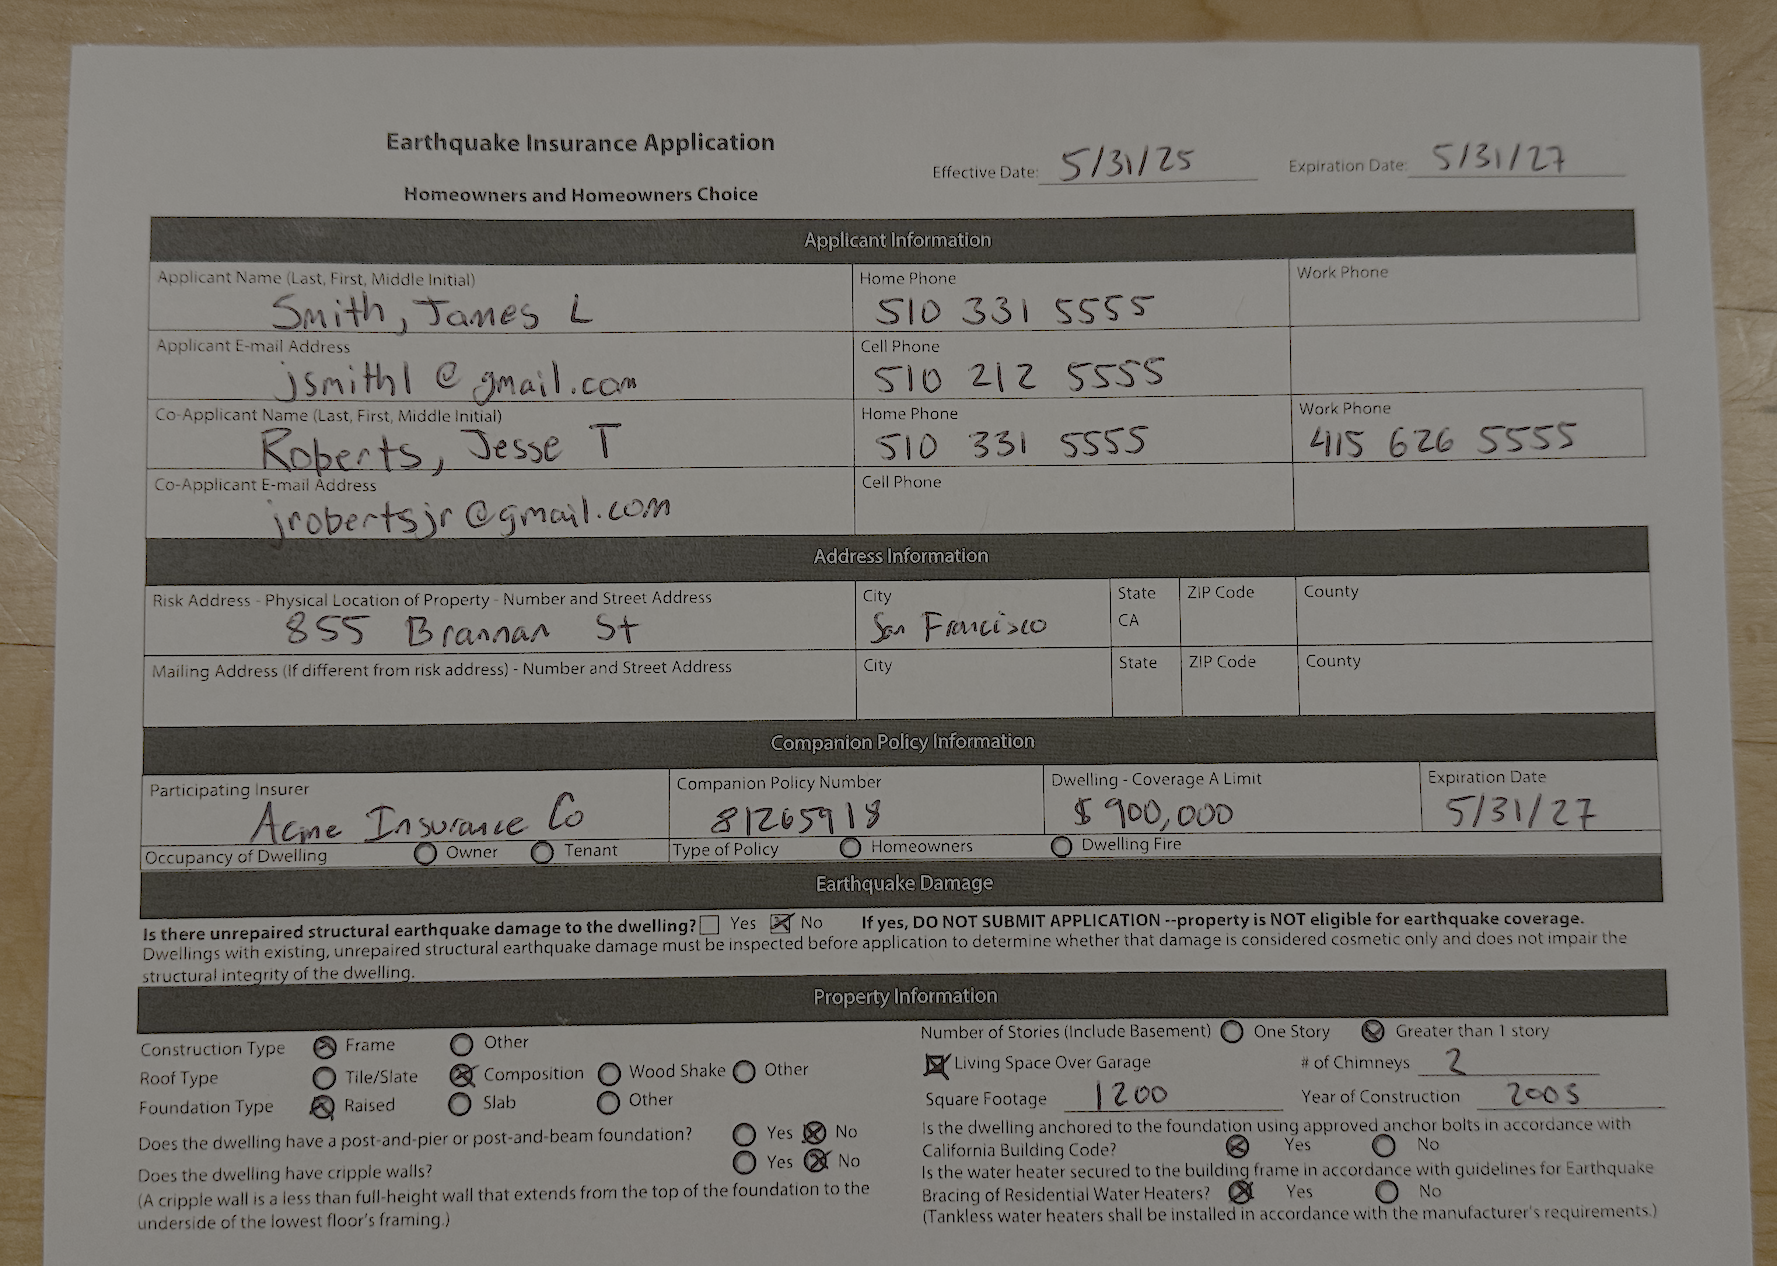 Earthquake Insurance Application
Effective Date: 5/31/25 Expiration Date: 5/31/27
Homeowners and Homeowners Choice
Applicant Information
Applicant Name (Last, First, Middle Initial) Home Phone Work Phone
Smith, James L 510 331 5555
Applicant E-mail Address Cell Phone
jsmith1@gmail.com 510 212 5555
Co-Applicant Name (Last, First, Middle Initial) Home Phone Work Phone
Roberts, Jesse T 510 331 5555 415 626 5555
Co-Applicant E-mail Address Cell Phone
jrobertsjr@gmail.com
Address Information
Risk Address - Physical Location of Property - Number and Street Address City State ZIP Code County
855 Brannan St San Francisco CA
Mailing Address (If different from risk address) - Number and Street Address City State ZIP Code County
Companion Policy Information
Participating Insurer Companion Policy Number Dwelling - Coverage A Limit Expiration Date
Acme Insurance Co 81265918 $900,000 5/31/27
Occupancy of Dwelling Owner Tenant Type of Policy Homeowners Dwelling Fire
Earthquake Damage
Is there unrepaired structural earthquake damage to the dwelling? Yes No If yes, DO NOT SUBMIT APPLICATION --property is NOT eligible for earthquake coverage.
Dwellings with existing, unrepaired structural earthquake damage must be inspected before application to determine whether that damage is considered cosmetic only and does not impair the
structural integrity of the dwelling.
Property Information
Construction Type Frame Other
Roof Type Tile/Slate Composition Wood Shake Other
Foundation Type Raised Slab Other
Does the dwelling have a post-and-pier or post-and-beam foundation? Yes No
Does the dwelling have cripple walls? Yes No
(A cripple wall is a less than full-height wall that extends from the top of the foundation to the
underside of the lowest floor's framing.)
Number of Stories (Include Basement) One Story Greater than 1 story
Living Space Over Garage # of Chimneys 2
Square Footage 1200 Year of Construction 2005
Is the dwelling anchored to the foundation using approved anchor bolts in accordance with
California Building Code? Yes No
Is the water heater secured to the building frame in accordance with guidelines for Earthquake
Bracing of Residential Water Heaters? Yes No
(Tankless water heaters shall be installed in accordance with the manufacturer's requirements.)